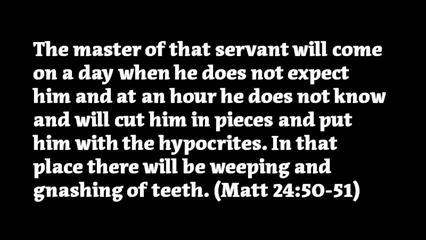 The master of that servant will come
on a day when he does not expect
him and at an hour he does not know
and will cut him in pieces and put
him with the hypocrites. In that
place there will be weeping and
gnashing of teeth. (Matt 24:50-51)